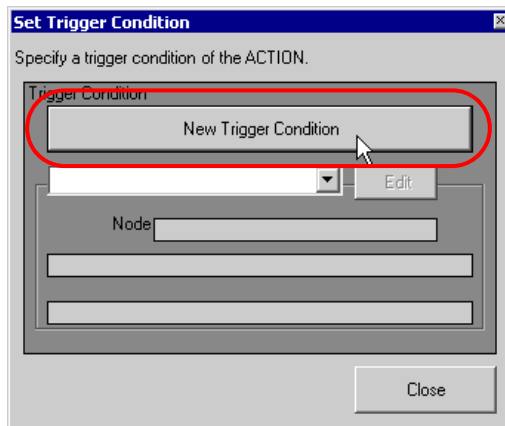 Set Trigger Condition
Specify a trigger condition of the ACTION.
Trigger Condition
New Trigger Condition
Edit
Node
Close